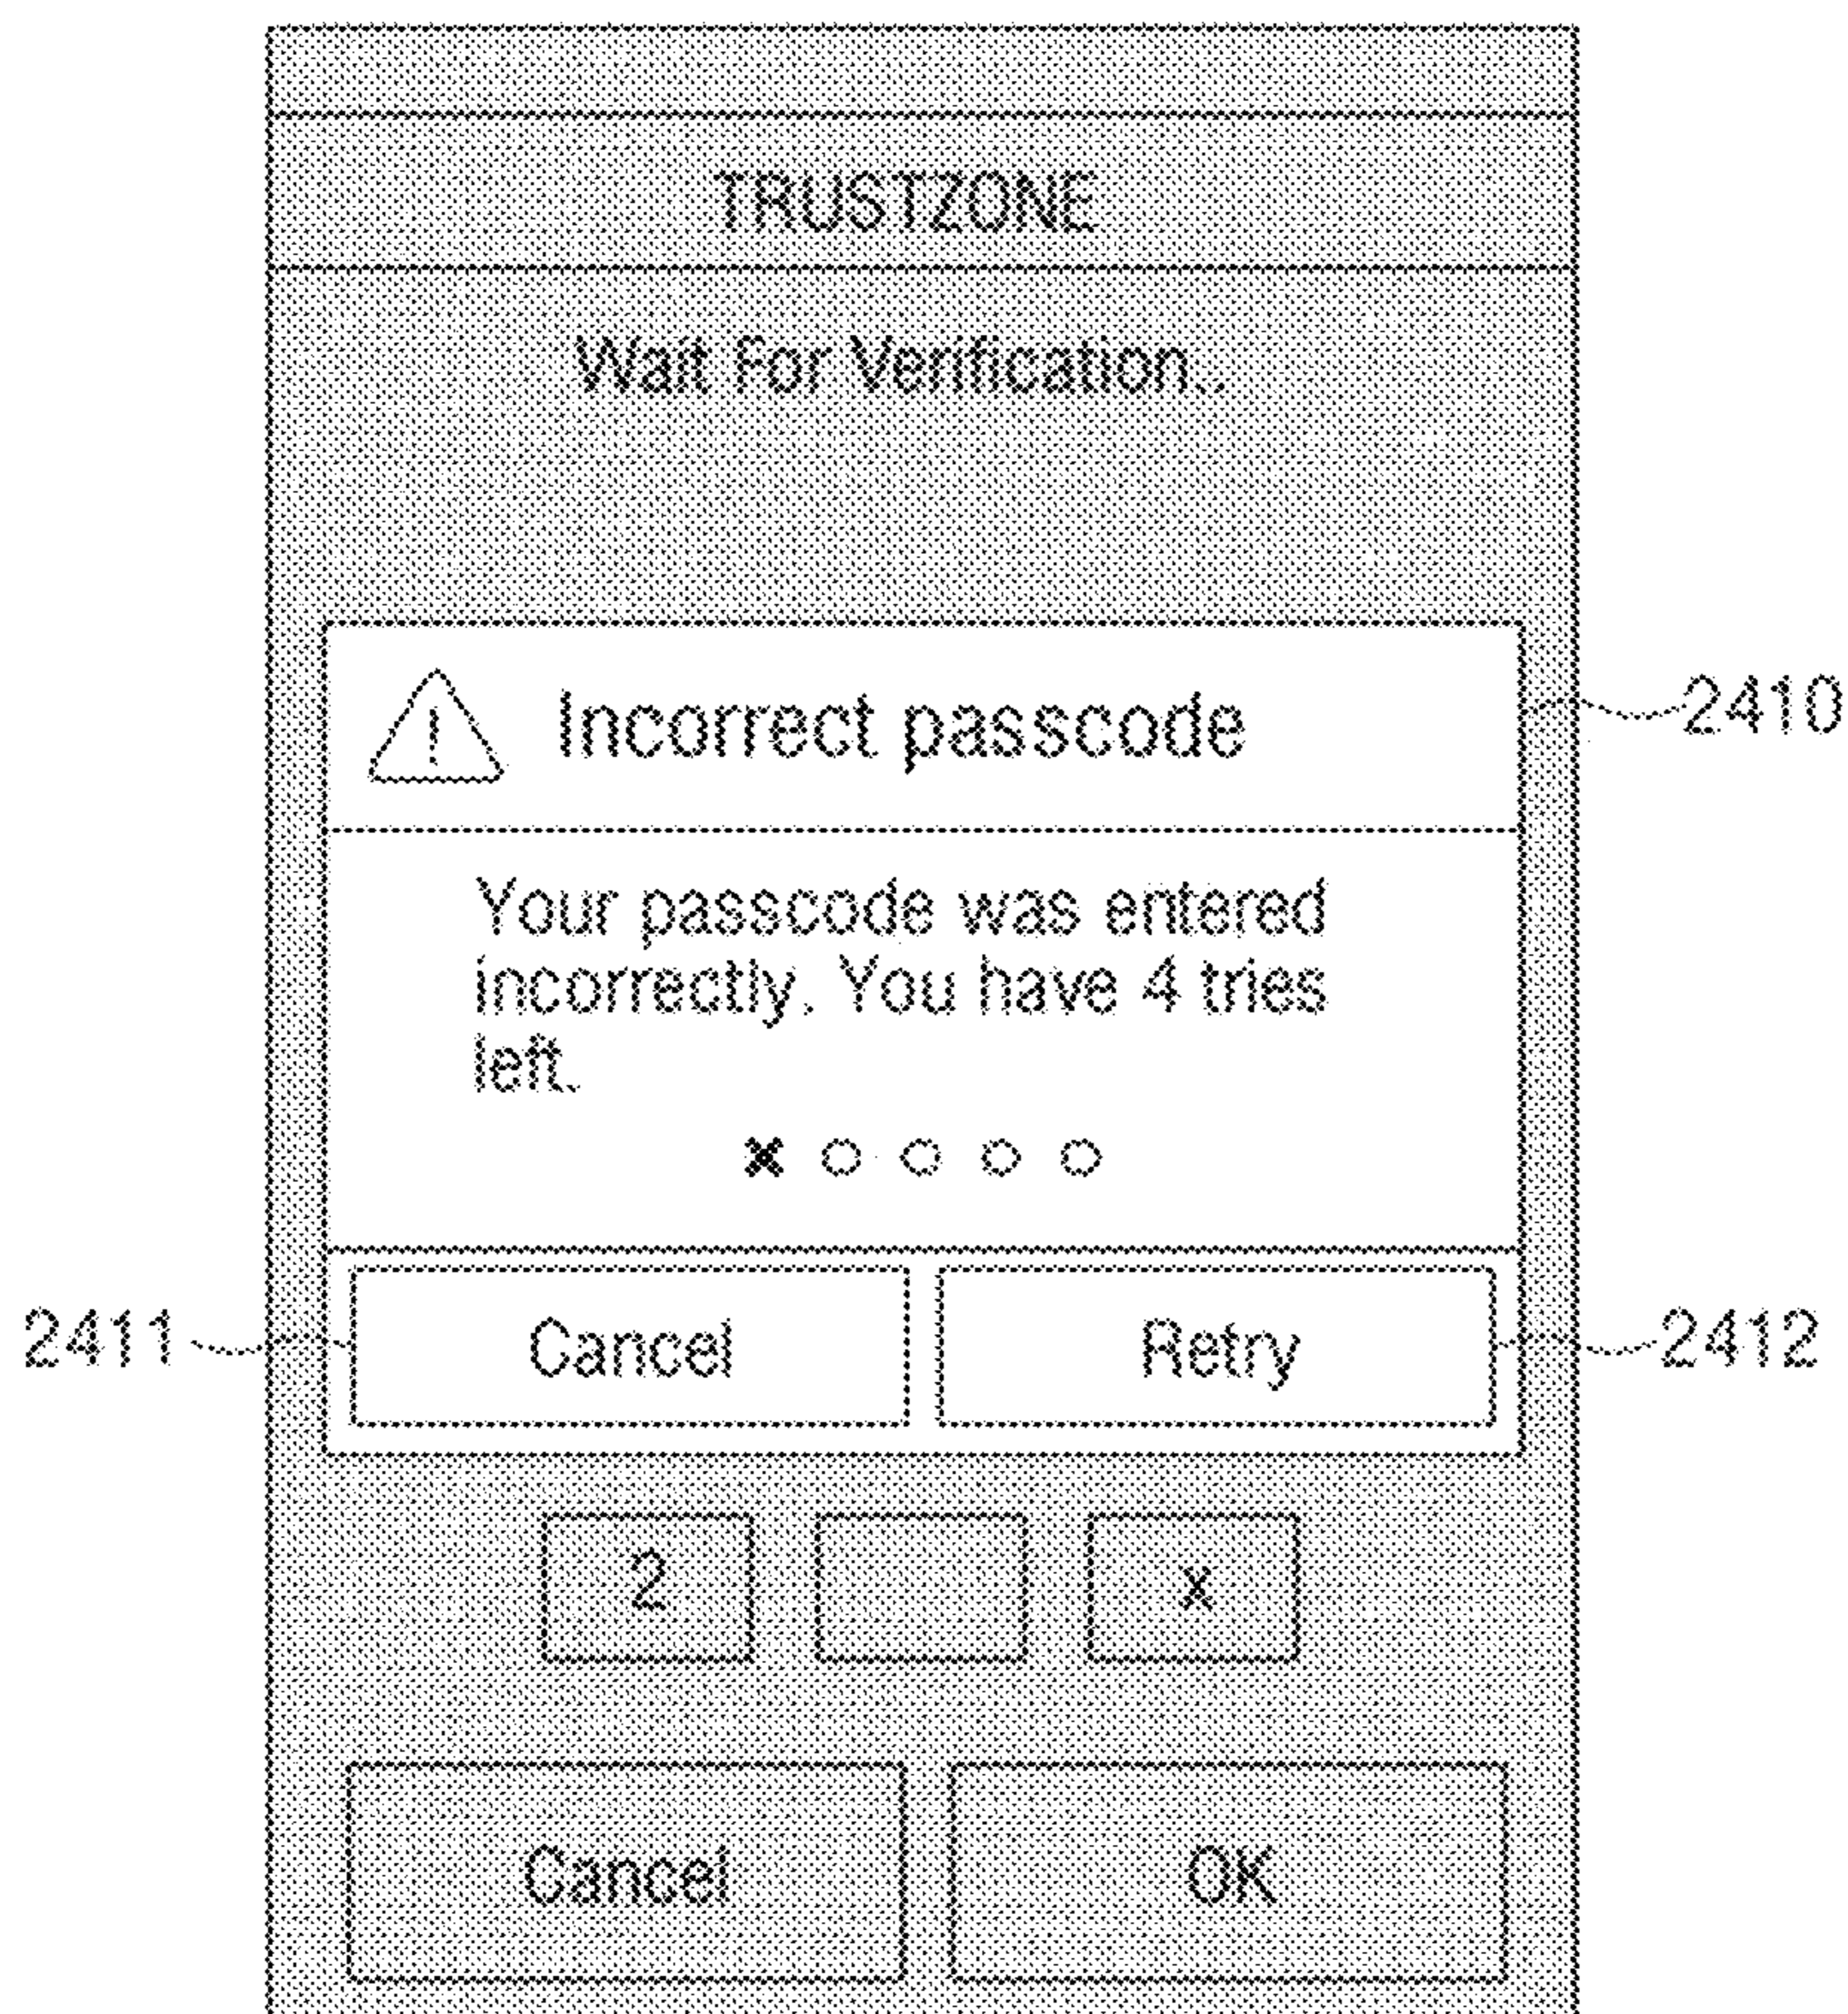 TRUSTZONE
Wait For Verification..
Incorrect passcode
2410
Your passcode was entered
incorrectly. You have 4 tries
left.
2411
Cancel
Retry
2412
2
x
Cancel
OK